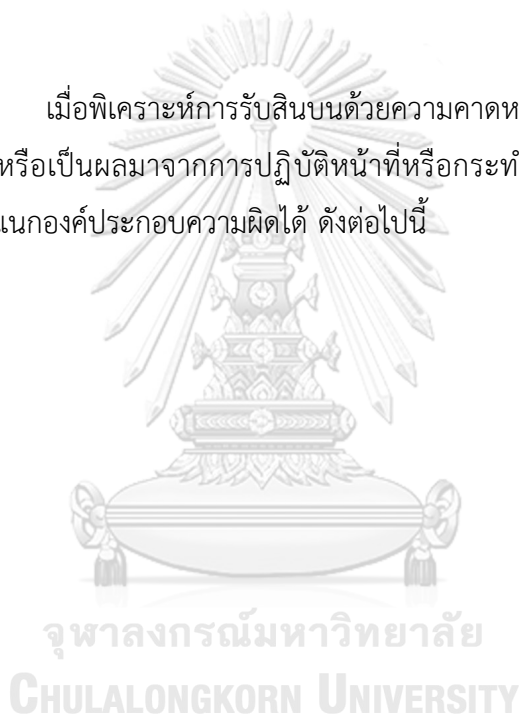 เมื่อพิเคราะห์การรับสินบนด้วยความคาดห
หรือเป็นผลมาจากการปฏิบัติหน้าที่หรือกระทำ
แนกองค์ประกอบความผิดได้ ดังต่อไปนี้
จุฬาลงกรณ์มหาวิทยาลัย
CHULALONGKORN UNIVERSITY